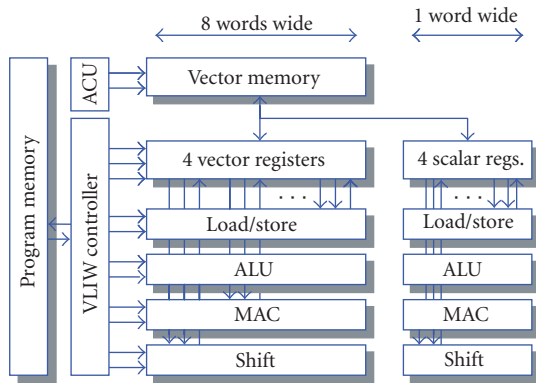 8 words wide
1 word wide
Program memory
ACU
VLIW controller
Vector memory
4 vector registers
4 scalar regs.
...
...
Load/store
Load/store
ALU
ALU
MAC
MAC
Shift
Shift